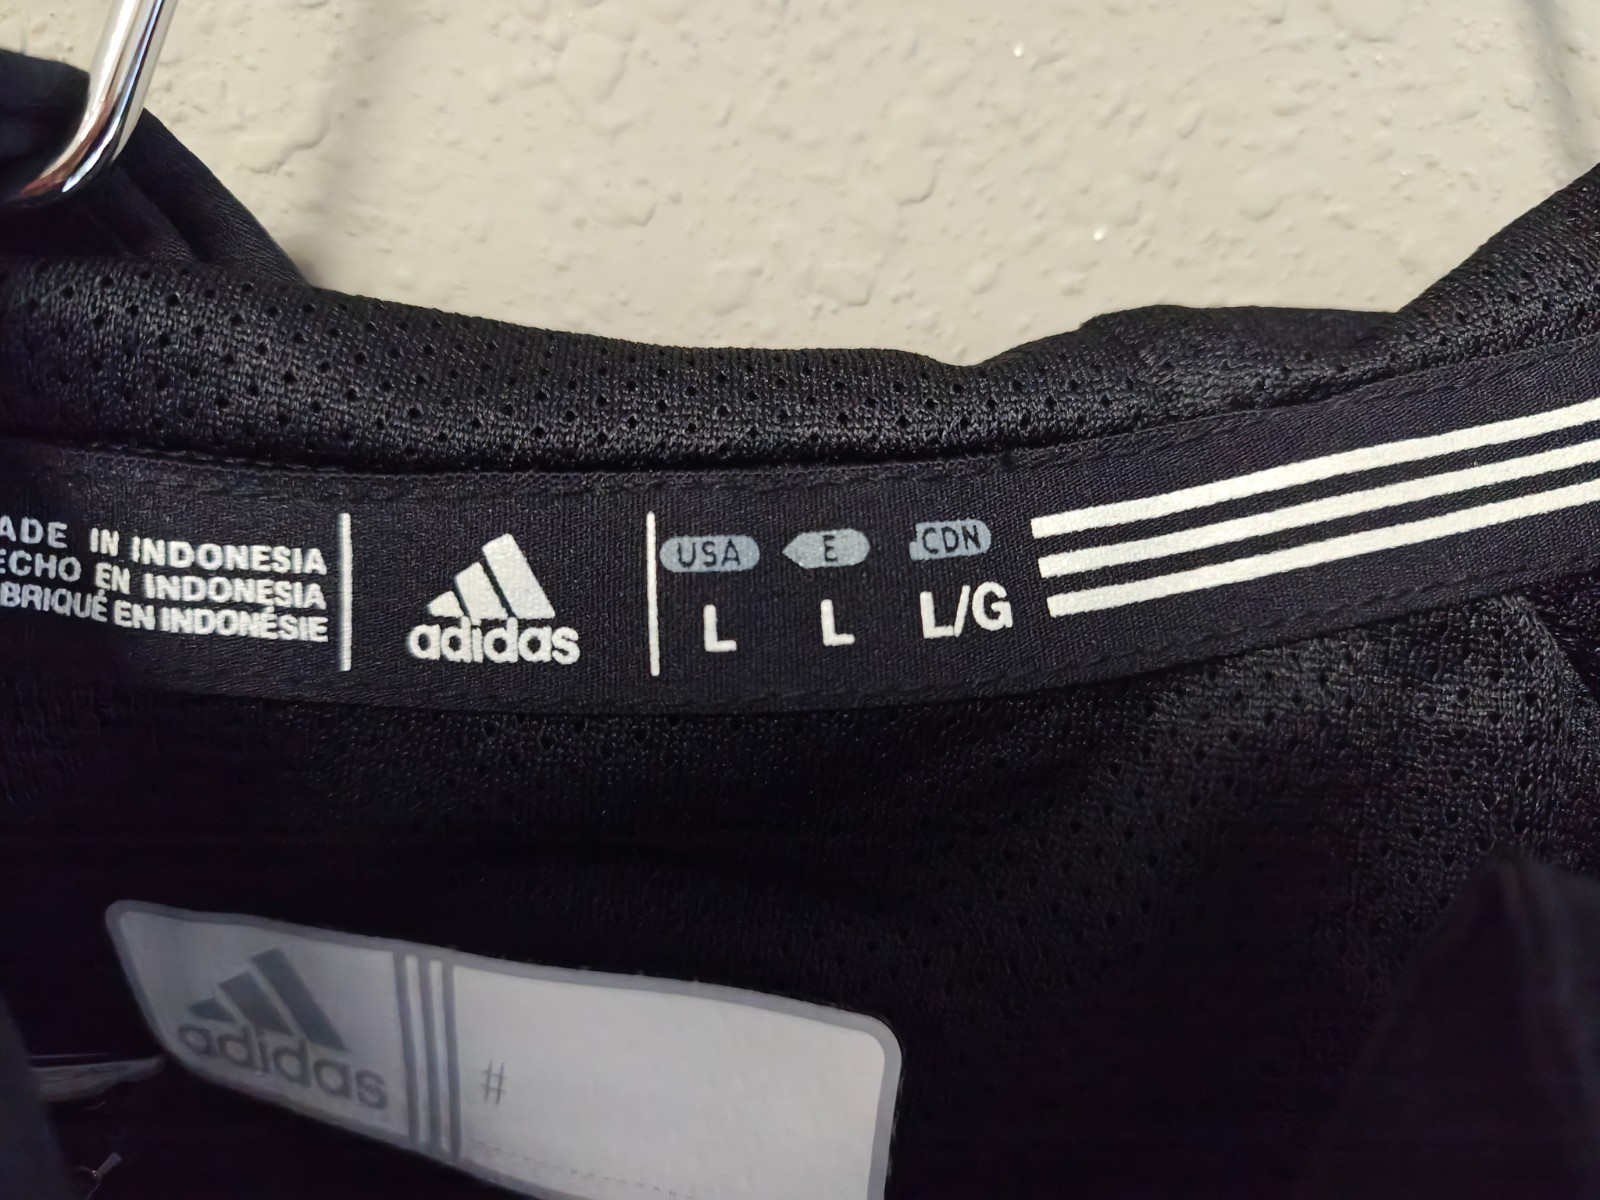 ADE IN INDONESIA
ECHO EN INDONESIA
BRIQUÉ EN INDONÉSIE
adidas
USA E CDN
L L L/G
adidas
#